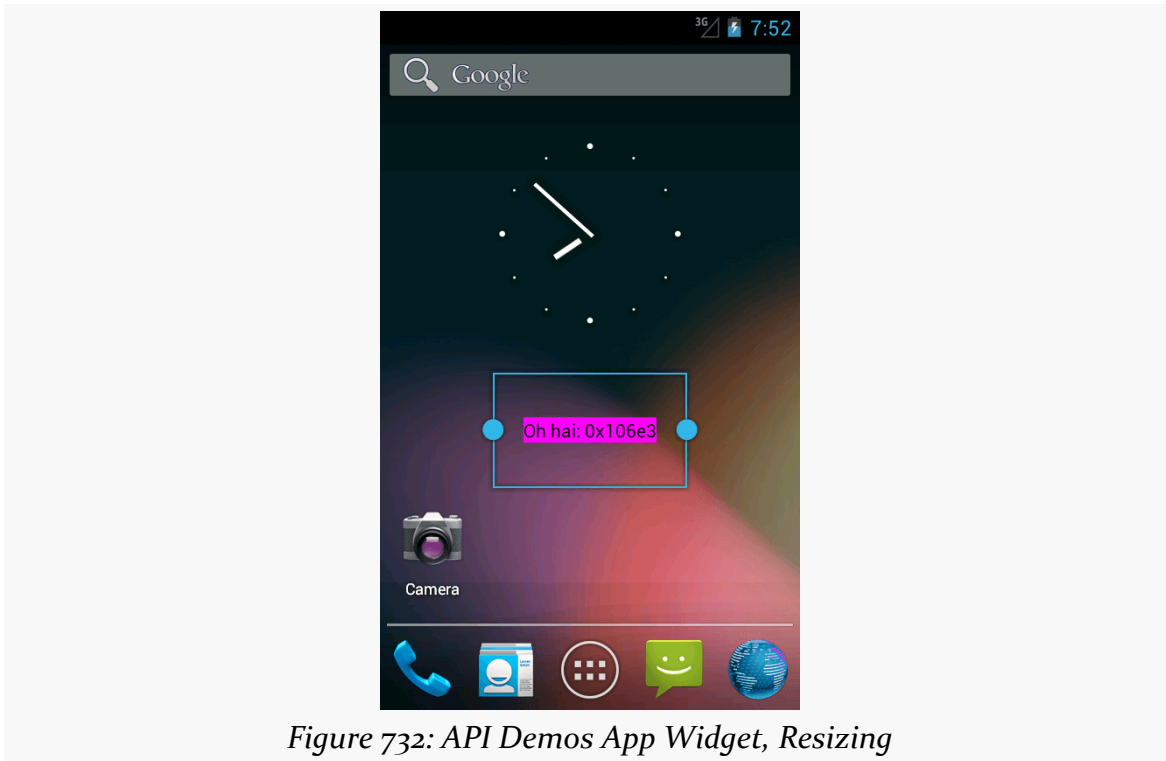 3G 7:52
Google
Oh hai: 0x106e3
Camera
Figure 732: API Demos App Widget, Resizing